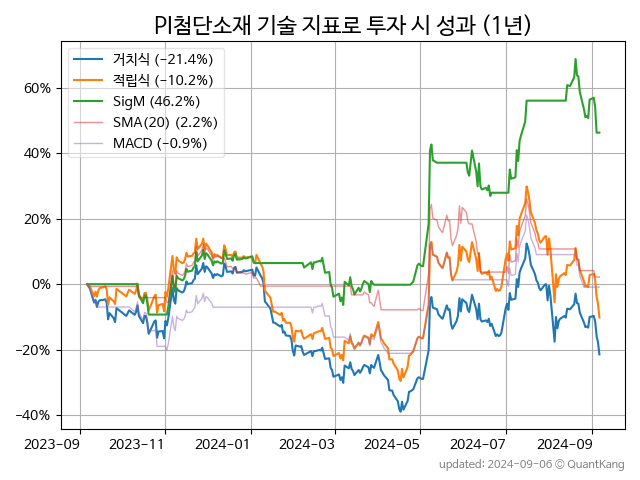 PI첨단소재 기술 지표로 투자 시 성과 (1년)
거치식 (−21.4%)
적립식 (−10.2%)
SigM (46.2%)
SMA(20) (2.2%)
MACD (−0.9%)
60%
40%
20%
0%
−20%
−40%
2023-09 2023-11 2024-01 2024-03 2024-05 2024-07 2024-09
updated: 2024-09-06 © QuantKang